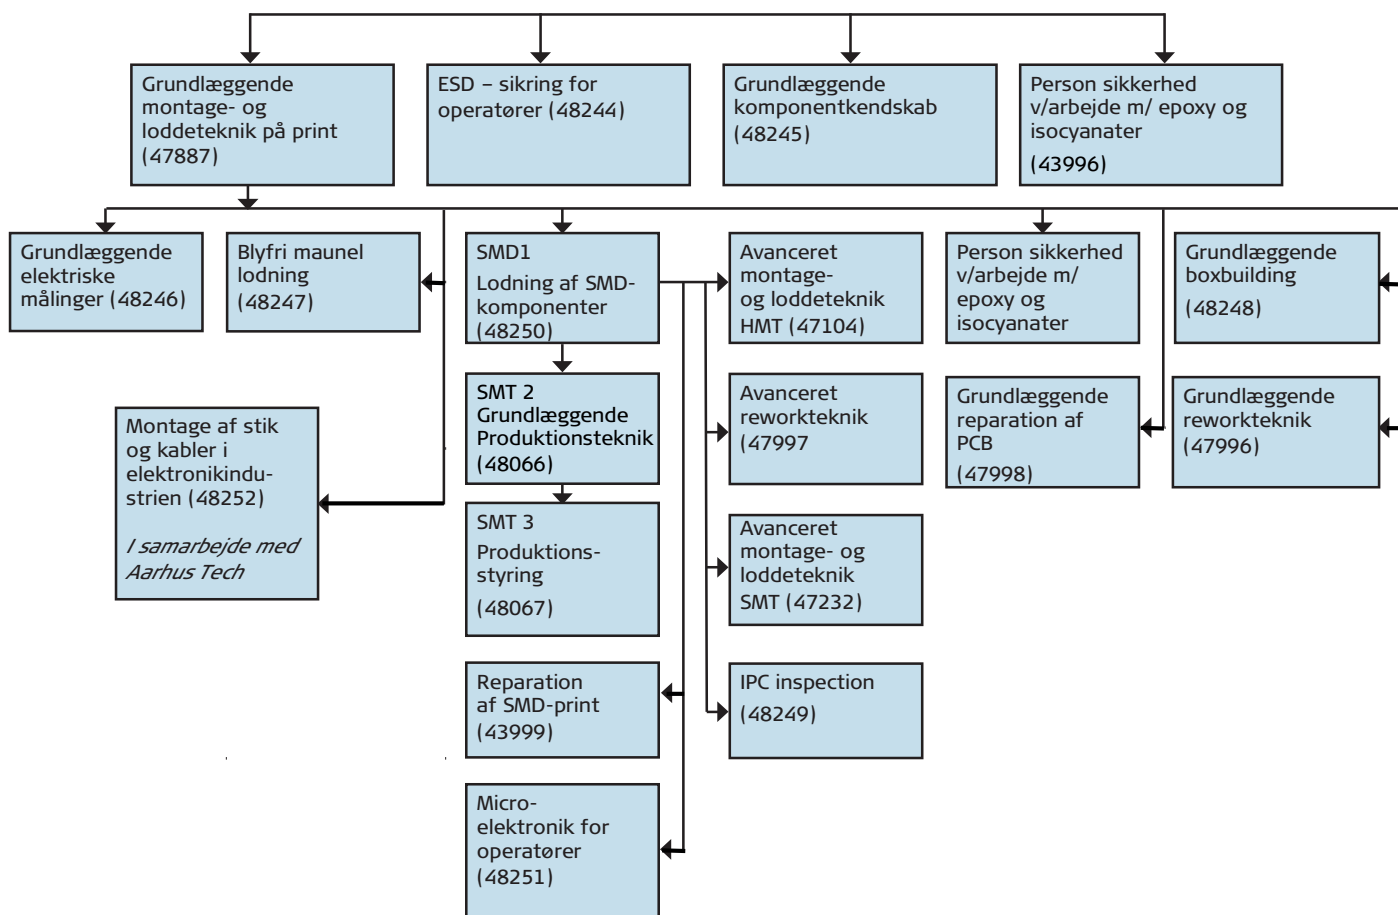 Grundlæggende
montage- og
loddeteknik på print
(47887)
ESD – sikring for
operatører (48244)
Grundlæggende
komponentkendskab
(48245)
Person sikkerhed
v/arbejde m/ epoxy og
isocyanater
(43996)
Grundlæggende
elektriske
målinger (48246)
Blyfri maunel
lodning
(48247)
SMD1
Lodning af SMD-
komponenter
(48250)
Avanceret
montage-
og loddeteknik
HMT (47104)
Person sikkerhed
v/arbejde m/
epoxy og
isocyanater
Grundlæggende
boxbuilding
(48248)
Montage af stik
og kabler i
elektronikindu-
strien (48252)
I samarbejde med
Aarhus Tech
SMT 2
Grundlæggende
Produktionsteknik
(48066)
Avanceret
reworkteknik
(47997
Grundlæggende
reparation af
PCB
(47998)
Grundlæggende
reworkteknik
(47996)
SMT 3
Produktions-
styring
(48067)
Avanceret
montage- og
loddeteknik
SMT (47232)
Reparation
af SMD-print
(43999)
IPC inspection
(48249)
Micro-
elektronik for
operatører
(48251)